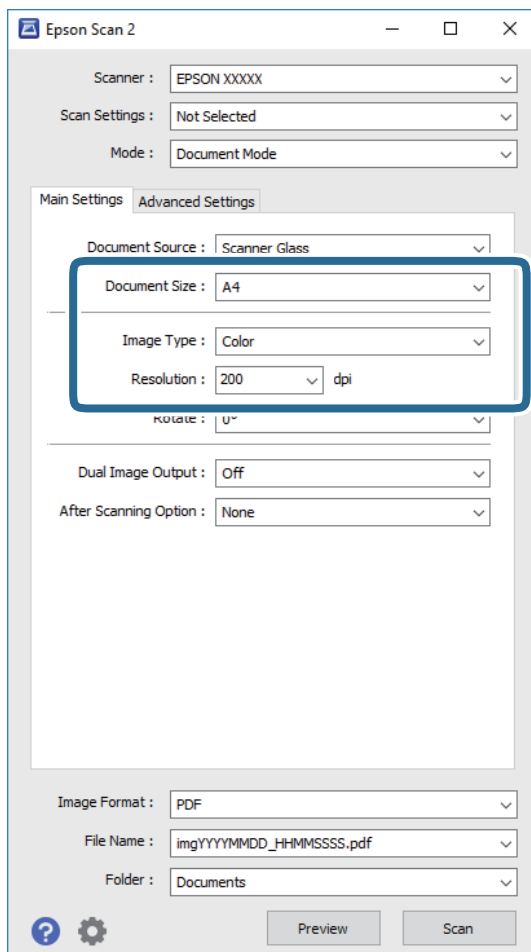 Epson Scan 2
Scanner : EPSON XXXXX
Scan Settings : Not Selected
Mode : Document Mode
Main Settings Advanced Settings
Document Source : Scanner Glass
Document Size : A4
Image Type : Color
Resolution : 200 dpi
Rotate : 0°
Dual Image Output : Off
After Scanning Option : None
Image Format : PDF
File Name : imgYYYYMMDD_HHMMSSSS.pdf
Folder : Documents
? Preview Scan